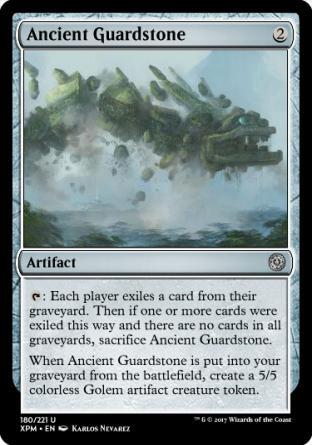 Ancient Guardstone 2
Artifact
: Each player exiles a card from their
graveyard. Then if one or more cards were
exiled this way and there are no cards in all
graveyards, sacrifice Ancient Guardstone.
When Ancient Guardstone is put into your
graveyard from the battlefield, create a 5/5
colorless Golem artifact creature token.
180/221 U
XPM • EN KARLOS NEVAREZ
™ & © 2017 Wizards of the Coast